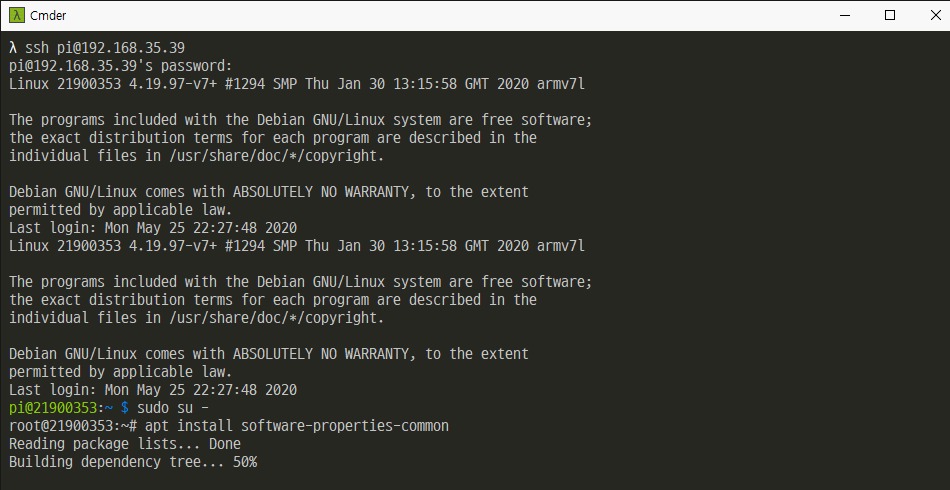 Cmder
λ ssh pi@192.168.35.39
pi@192.168.35.39's password:
Linux 21900353 4.19.97-v7+ #1294 SMP Thu Jan 30 13:15:58 GMT 2020 armv7l
The programs included with the Debian GNU/Linux system are free software;
the exact distribution terms for each program are described in the
individual files in /usr/share/doc/*/copyright.
Debian GNU/Linux comes with ABSOLUTELY NO WARRANTY, to the extent
permitted by applicable law.
Last login: Mon May 25 22:27:48 2020
Linux 21900353 4.19.97-v7+ #1294 SMP Thu Jan 30 13:15:58 GMT 2020 armv7l
The programs included with the Debian GNU/Linux system are free software;
the exact distribution terms for each program are described in the
individual files in /usr/share/doc/*/copyright.
Debian GNU/Linux comes with ABSOLUTELY NO WARRANTY, to the extent
permitted by applicable law.
Last login: Mon May 25 22:27:48 2020
pi@21900353:~ $ sudo su -
root@21900353:~# apt install software-properties-common
Reading package lists... Done
Building dependency tree... 50%